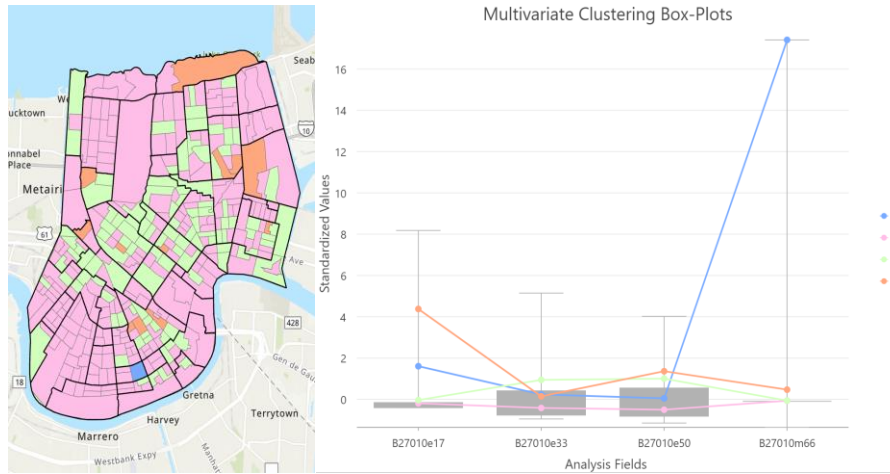 Seab
ucktown
10
onnabel
Place
Metairi
61
Ave
428
Gen de Gau
18
Gretna
Terrytown
Harvey
Marrero
Manha
Westbank Expy
Multivariate Clustering Box-Plots
Standardized Values
16
14
12
10
8
6
4
2
0
B27010e17
B27010e33
B27010e50
B27010m66
Analysis Fields